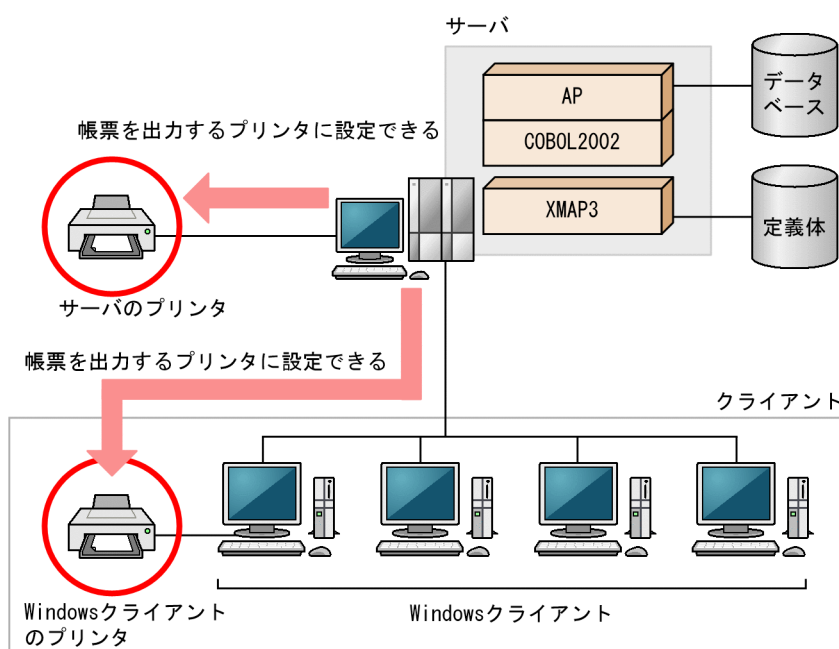 サーバ
AP
COBOL2002
XMAP3
データ
ベース
定義体
帳票を出力するプリンタに設定できる
サーバのプリンタ
帳票を出力するプリンタに設定できる
クライアント
Windowsクライアント
のプリンタ
Windowsクライアント